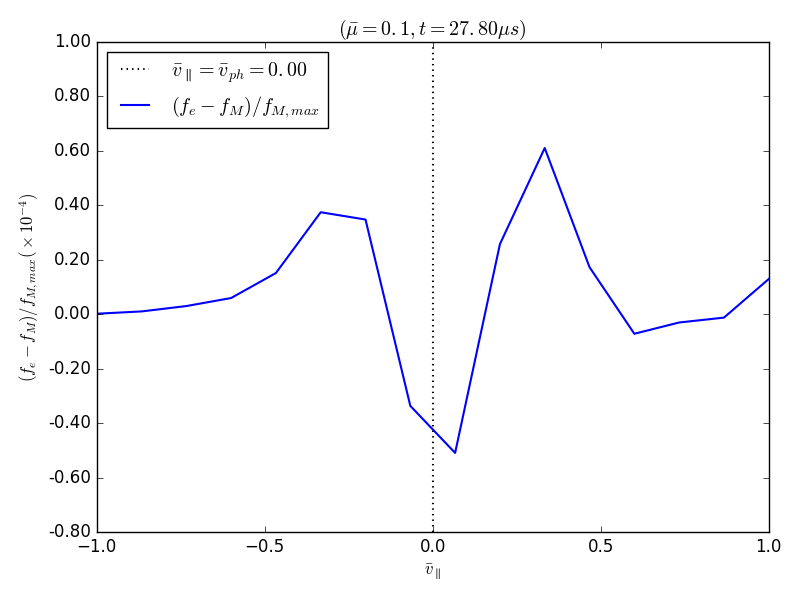 (μ̄ = 0.1, t = 27.80μs)
v̄∥ = v̄ph = 0.00
(fe − fM)/fM,max
1.00
0.80
0.60
0.40
0.20
0.00
-0.20
-0.40
-0.60
-0.80
(fe − fM)/fM,max(×10−4)
−1.0 −0.5 0.0 0.5 1.0
v̄∥